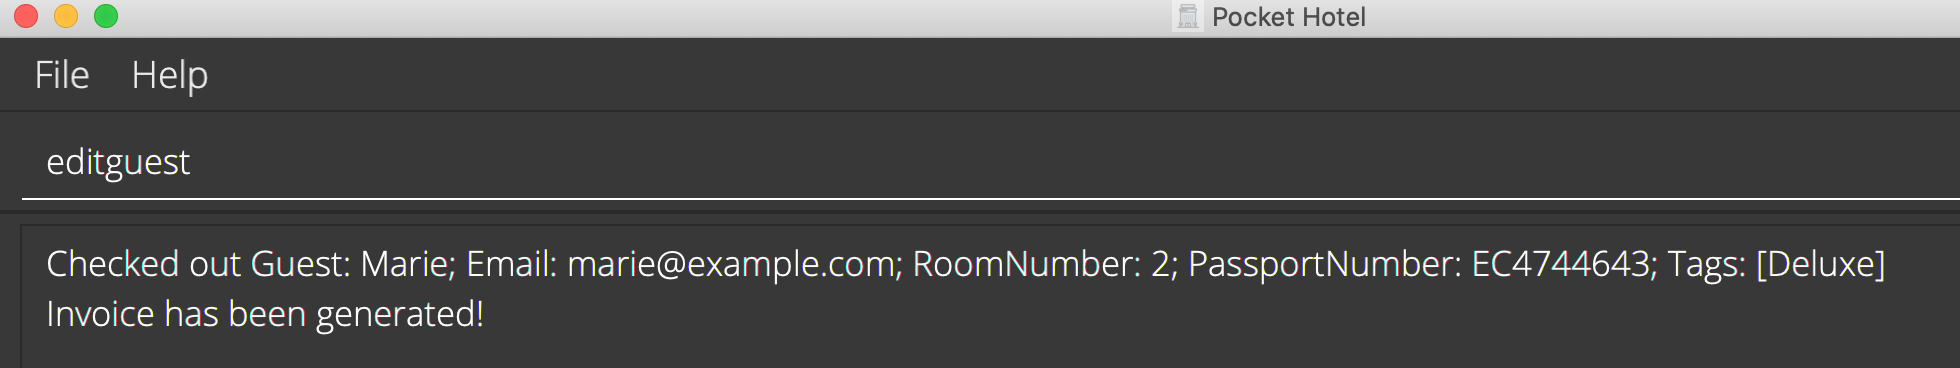 Pocket Hotel
File Help
editguest
Checked out Guest: Marie; Email: marie@example.com; RoomNumber: 2; PassportNumber: EC4744643; Tags: [Deluxe]
Invoice has been generated!